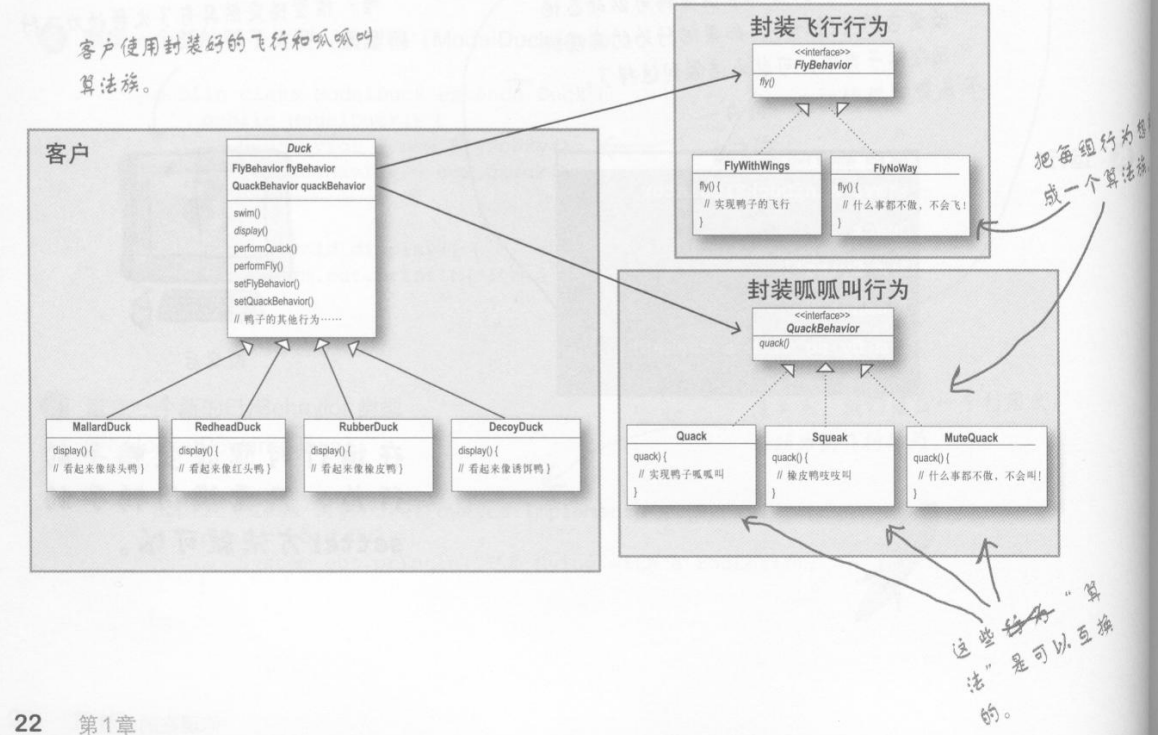 客户使用封装好的飞行和呱呱叫
算法族。
客户
Duck
FlyBehavior flyBehavior
QuackBehavior quackBehavior
swim()
display()
performQuack()
performFly()
setFlyBehavior()
setQuackBehavior()
// 鸭子的其他行为……
MallardDuck
display() {
// 看起来像绿头鸭 }
RedheadDuck
display() {
// 看起来像红头鸭 }
RubberDuck
display() {
// 看起来像橡皮鸭 }
DecoyDuck
display() {
// 看起来像诱饵鸭 }
封装飞行行为
<<interface>>
FlyBehavior
fly()
FlyWithWings
fly() {
// 实现鸭子的飞行
}
FlyNoWay
fly() {
// 什么事都不做，不会飞！
}
把每组行为想
成一个算法族
封装呱呱叫行为
<<interface>>
QuackBehavior
quack()
Quack
quack() {
// 实现鸭子呱呱叫
}
Squeak
quack() {
// 橡皮鸭吱吱叫
}
MuteQuack
quack() {
// 什么事都不做，不会叫！
}
这些行为“算
法”是可以互换
的。
22 第1章